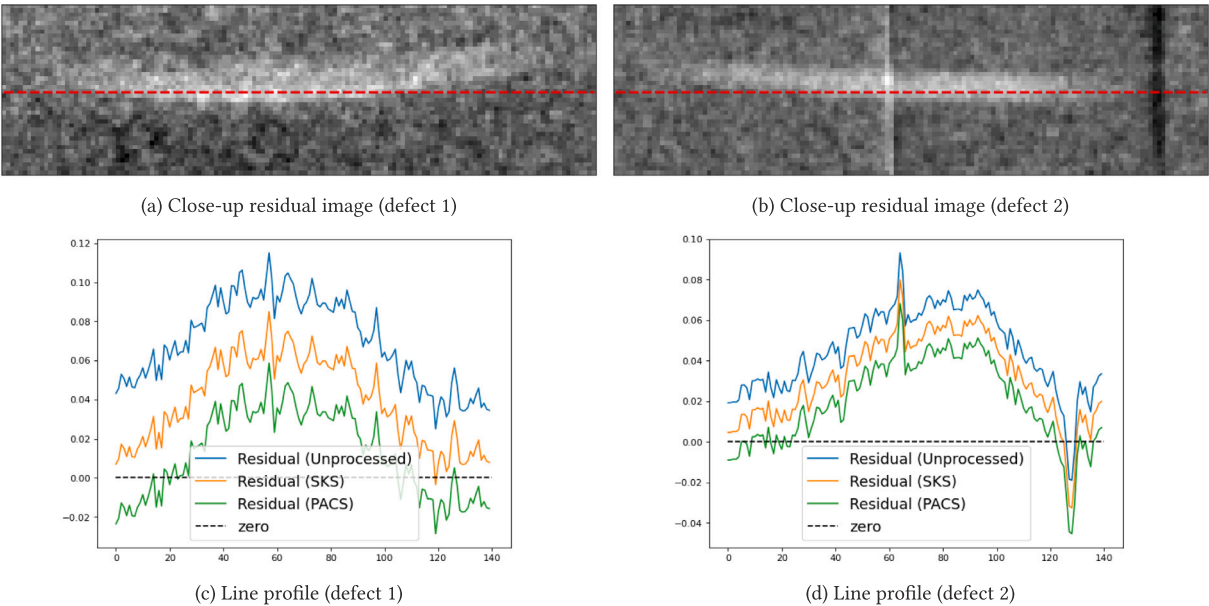 (a) Close-up residual image (defect 1)
(b) Close-up residual image (defect 2)
0.12
0.10
0.08
0.06
0.04
0.02
0.00
−0.02
0
20
40
60
80
100
120
140
Residual (Unprocessed)
Residual (SKS)
Residual (PACS)
zero
(c) Line profile (defect 1)
0.10
0.08
0.06
0.04
0.02
0.00
−0.02
−0.04
0
20
40
60
80
100
120
140
Residual (Unprocessed)
Residual (SKS)
Residual (PACS)
zero
(d) Line profile (defect 2)